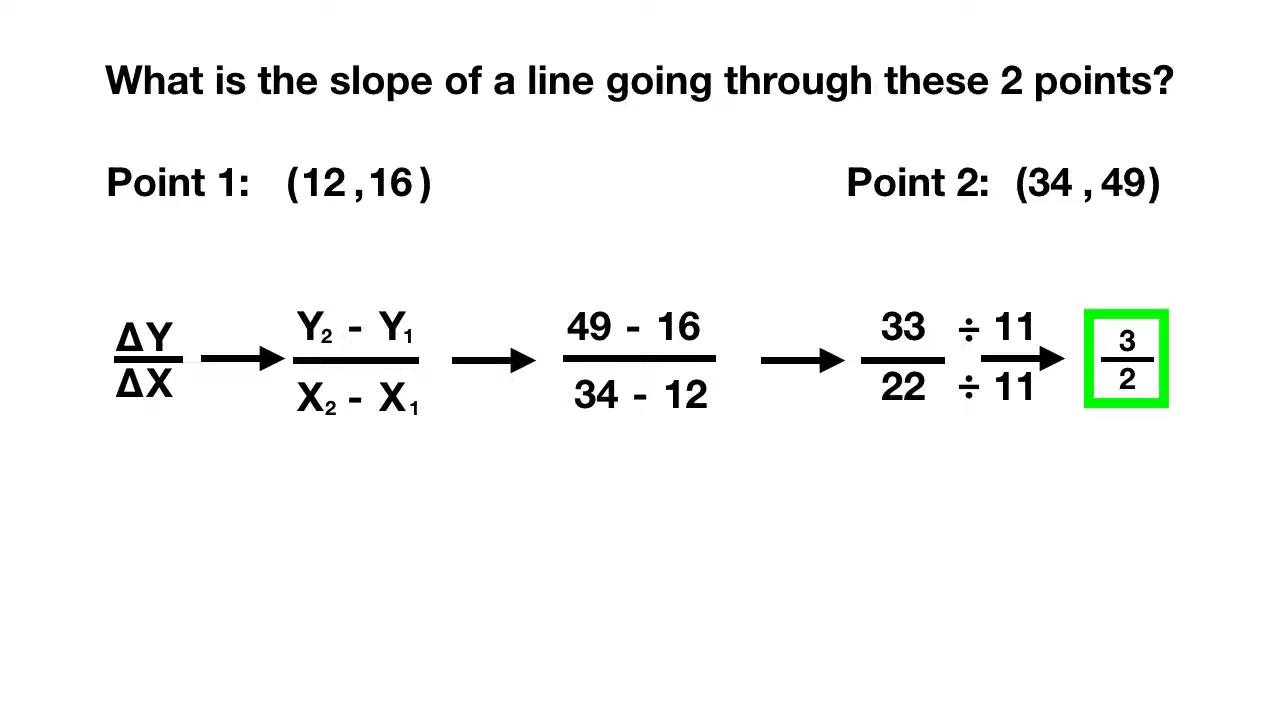 What is the slope of a line going through these 2 points?
Point 1: (12,16) Point 2: (34,49)
ΔY
ΔX
Y₂ - Y₁
X₂ - X₁
49 - 16
34 - 12
33 ÷ 11
22 ÷ 11
3
2